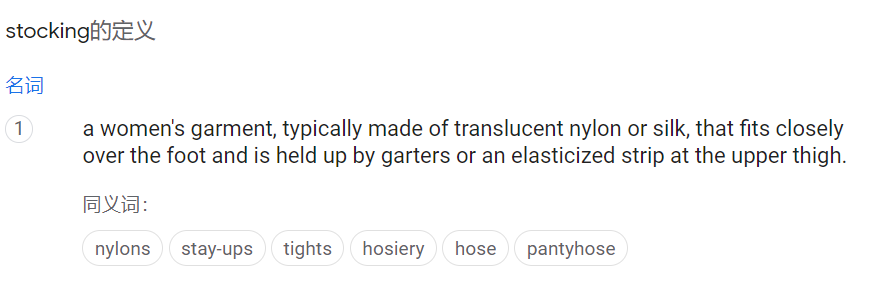 stocking的定义
名词
1
a women's garment, typically made of translucent nylon or silk, that fits closely
over the foot and is held up by garters or an elasticized strip at the upper thigh.
同义词：
nylons stay-ups tights hosiery hose pantyhose